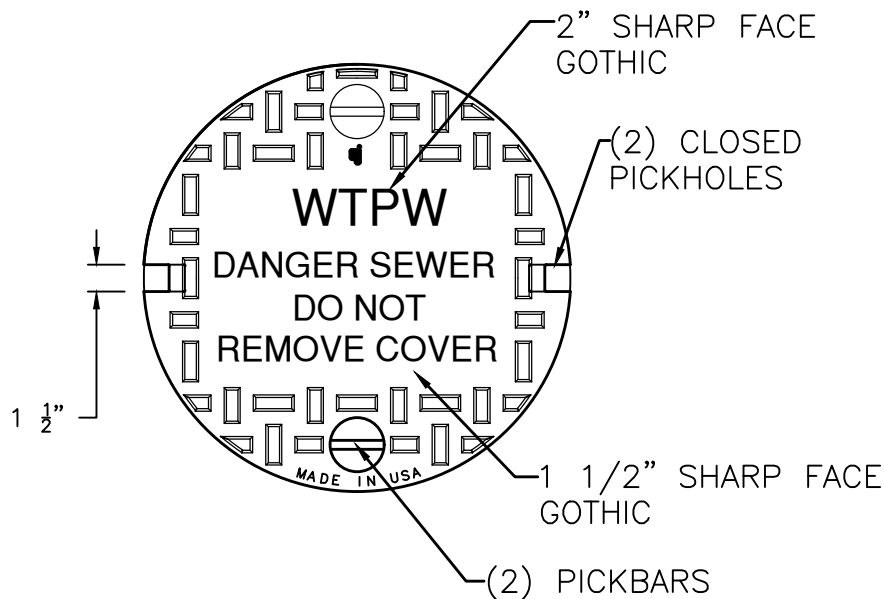 2” SHARP FACE
GOTHIC
(2) CLOSED
PICKHOLES
WTPW
DANGER SEWER
DO NOT
REMOVE COVER
1 ½”
MADE IN USA
1 1/2” SHARP FACE
GOTHIC
(2) PICKBARS